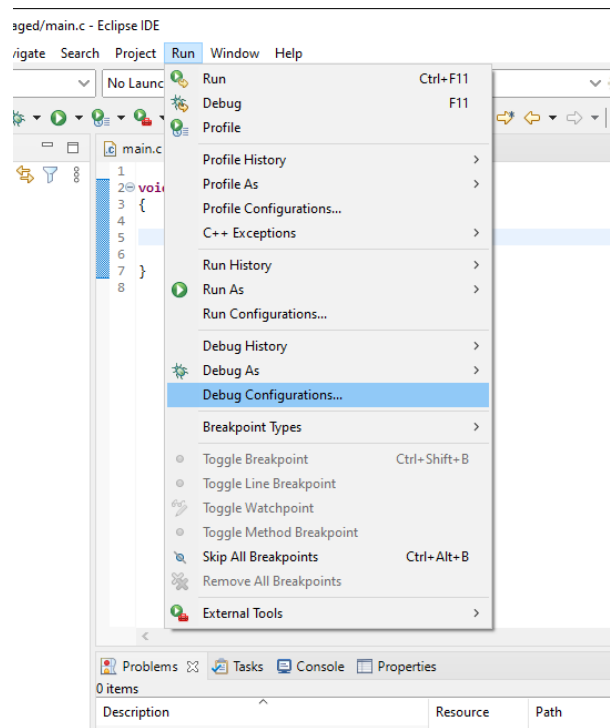 aged/main.c - Eclipse IDE
vigate Search Project Run Window Help
No Launc
Run Ctrl+F11
Debug F11
Profile
main.c
Profile History
Profile As
Profile Configurations...
C++ Exceptions
Run History
Run As
Run Configurations...
Debug History
Debug As
Debug Configurations...
Breakpoint Types
Toggle Breakpoint Ctrl+Shift+B
Toggle Line Breakpoint
Toggle Watchpoint
Toggle Method Breakpoint
Skip All Breakpoints Ctrl+Alt+B
Remove All Breakpoints
External Tools
1
2 voi
3 {
4
5
6
7 }
8
Problems Tasks Console Properties
0 items
Description Resource Path